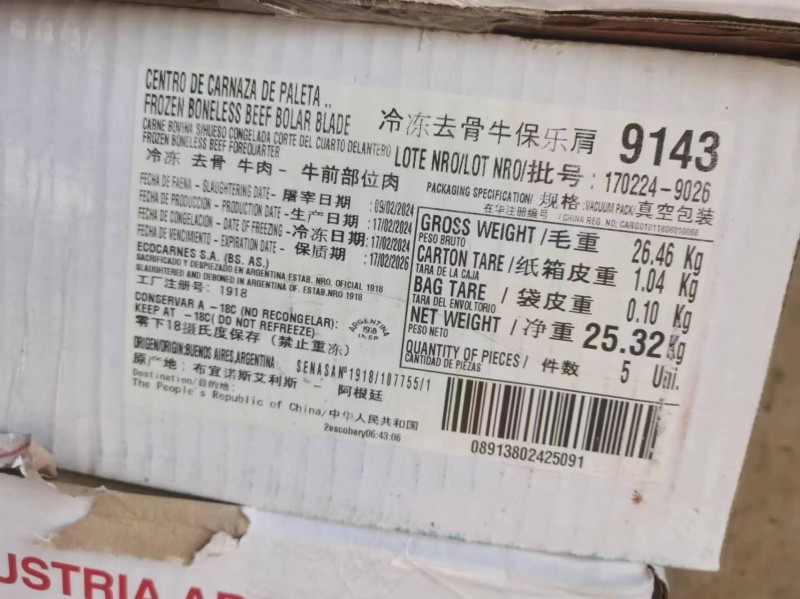 CENTRO DE CARNAZA DE PALETA ..
FROZEN BONELESS BEEF BOLAR BLADE
冷冻去骨牛保乐肩
9143
CARNE BOVINA S/HUESO CONGELADA CORTE DEL CUARTO DELANTERO
FROZEN BONELESS BEEF FOREQUARTER
冷冻 去骨 牛肉 - 牛前部位肉
LOTE NRO/LOT NRO/批号 : 170224-9026
PACKAGING SPECIFICATION/ 规格 :VACUUM PACK/真空包装
在华注册编号 / CHINA REG. NO:
FECHA DE FAENA - SLAUGHTERING DATE - 屠宰日期 :09/02/2024
FECHA DE PRODUCCION - PRODUCTION DATE - 生产日期 :17/02/2024
FECHA DE CONGELACION - DATE OF FREEZING - 冷冻日期 :17/02/2024
FECHA DE VENCIMIENTO - EXPIRATION DATE - 保质期 :17/02/2026
ECOCARNES S.A. (BS. AS.)
SACRIFICADO Y DESPIEZADO EN ARGENTINA ESTAB. NRO. OFICIAL 1918
SLAUGHTERED AND DEBONED IN ARGENTINA OF. ESTAB.NRO 1918
工厂注册号: 1918
CONSERVAR A -18C (NO RECONGELAR):
KEEP AT -18C( DO NOT REFREEZE)
零下18摄氏度保存 (禁止重冻)
ARGENTINA
1918
ORIGEN/ORIGIN:BUENOS AIRES,ARGENTINA
SENASA Nº 1918/107755/1
原产地: 布宜诺斯艾利斯 - 阿根廷
Destination/目的地
The People's Republic of China/中华人民共和国
2escobary06:43:06
GROSS WEIGHT /毛重 26.46 Kg
PESO BRUTO
CARTON TARE /纸箱皮重 1.04 Kg
TARA DE LA CAJA
BAG TARE / 袋皮重 0.10 Kg
TARA DEL ENVOLTORIO
NET WEIGHT /净重 25.32 Kg
PESO NETO
QUANTITY OF PIECES/ 件数 5 Uni.
CANTIDAD DE PIEZAS
08913802425091